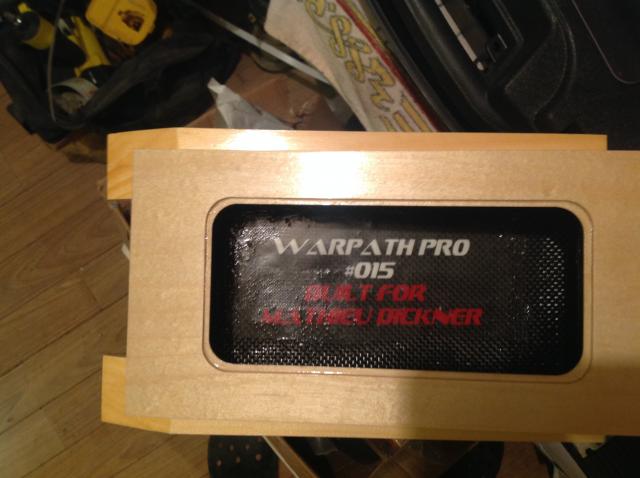 WARPATH PRO
#015
BUILT FOR
MATHIEU DICKNER